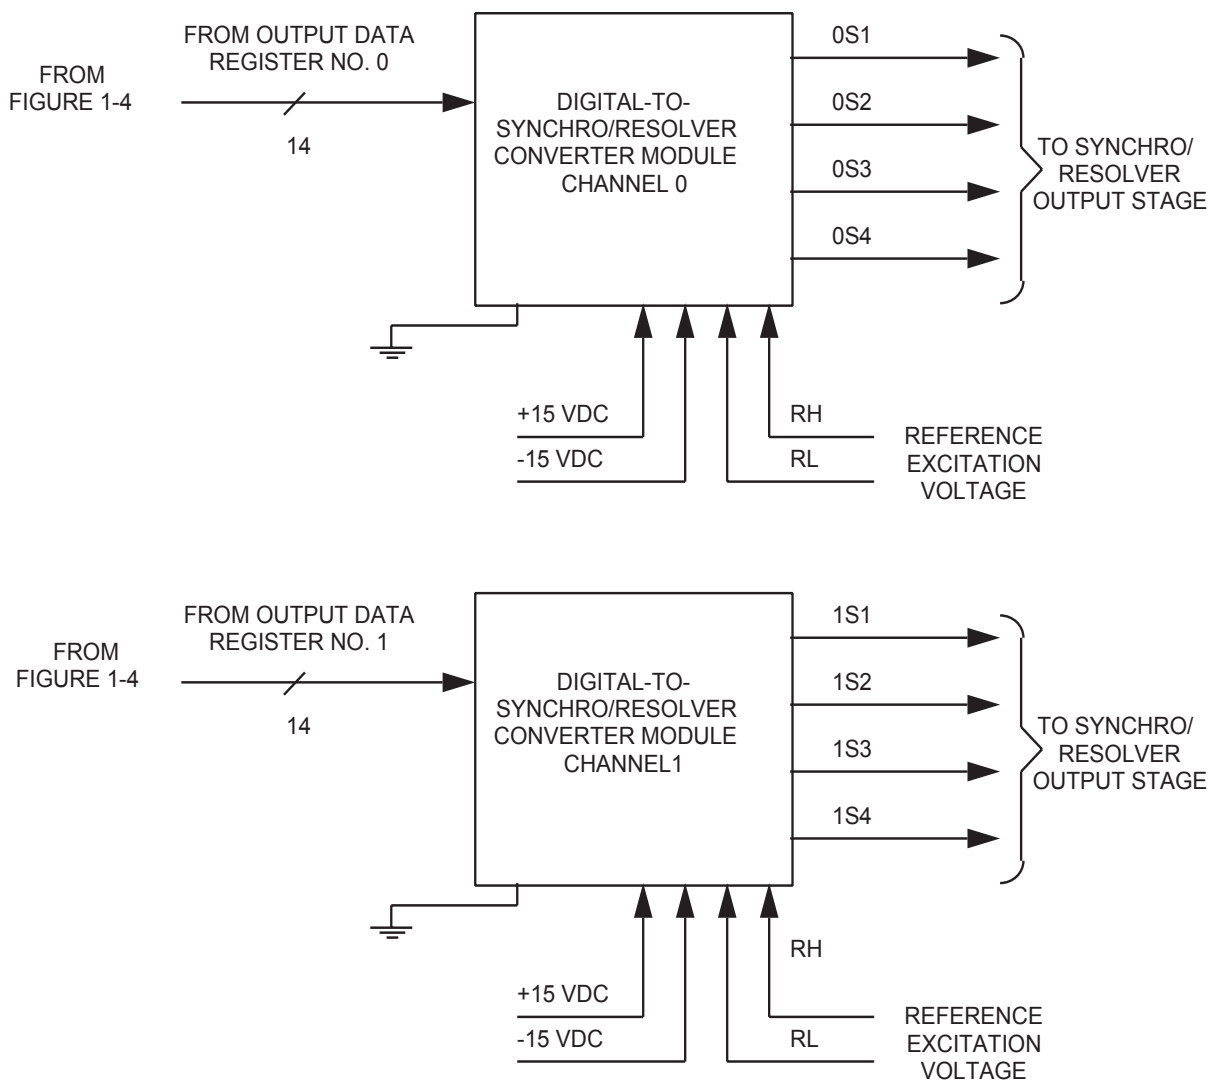 FROM OUTPUT DATA
REGISTER NO. 0
FROM
FIGURE 1-4
14
DIGITAL-TO-
SYNCHRO/RESOLVER
CONVERTER MODULE
CHANNEL 0
0S1
0S2
0S3
0S4
TO SYNCHRO/
RESOLVER
OUTPUT STAGE
+15 VDC
-15 VDC
RH
RL
REFERENCE
EXCITATION
VOLTAGE
FROM OUTPUT DATA
REGISTER NO. 1
FROM
FIGURE 1-4
14
DIGITAL-TO-
SYNCHRO/RESOLVER
CONVERTER MODULE
CHANNEL1
1S1
1S2
1S3
1S4
TO SYNCHRO/
RESOLVER
OUTPUT STAGE
+15 VDC
-15 VDC
RH
RL
REFERENCE
EXCITATION
VOLTAGE